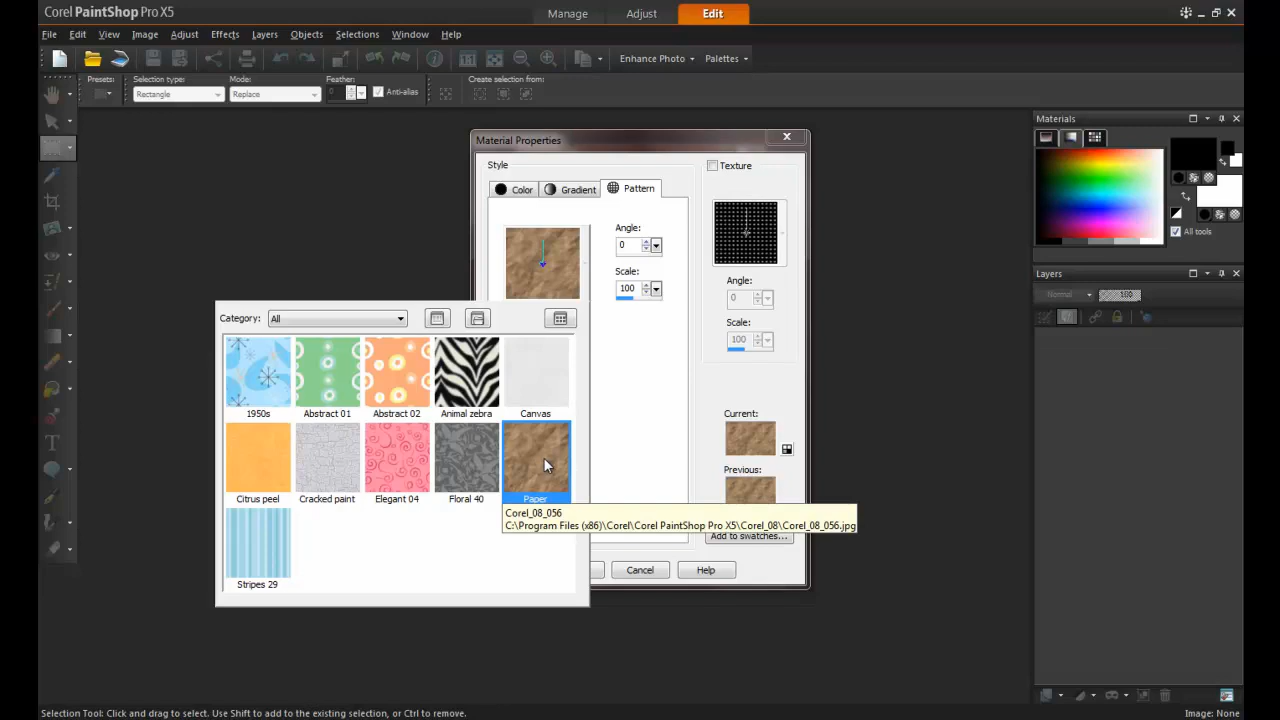 Corel PaintShop Pro X5
Manage Adjust Edit
File Edit View Image Adjust Effects Layers Objects Selections Window Help
Enhance Photo Palettes
Presets: Selection type: Mode: Feather: Create selection from:
Rectangle Replace 0 Anti-alias
Materials
Material Properties
Style
Texture
Color Gradient Pattern
Angle:
0
Scale:
100
All tools
Layers
Angle:
0
Normal 100
Scale:
100
Category: All
1950s Abstract 01 Abstract 02 Animal zebra Canvas
Current:
Previous:
Citrus peel Cracked paint Elegant 04 Floral 40 Paper
Corel_08_056
C:\Program Files (x86)\Corel\Corel PaintShop Pro X5\Corel_08\Corel_08_056.jpg
Add to swatches...
Cancel Help
Stripes 29
Selection Tool: Click and drag to select. Use Shift to add to the existing selection, or Ctrl to remove.
Image: None